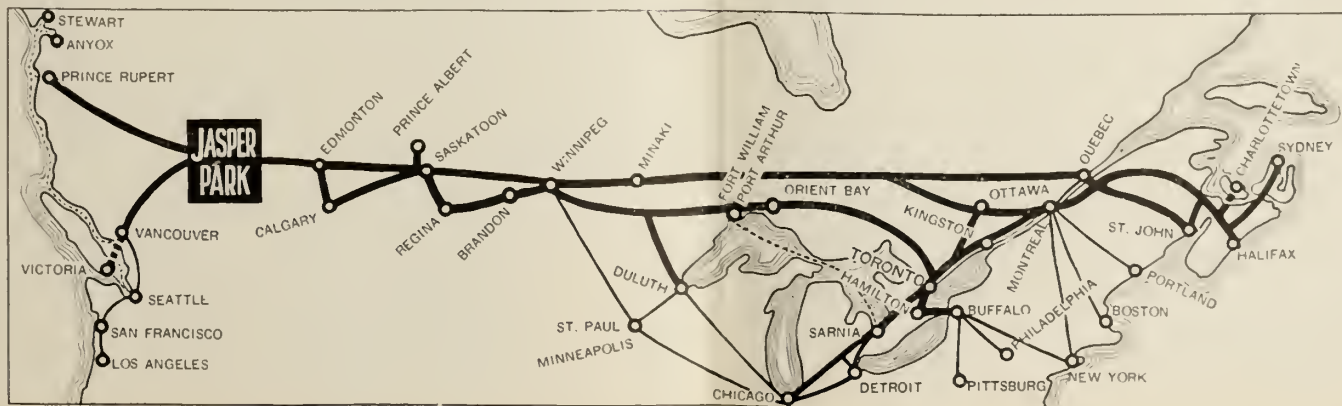 STEWART
ANYOX
PRINCE RUPERT
JASPER
PARK
EDMONTON
PRINCE ALBERT
SASKATOON
WINNIPEG
MINAKI
FORT WILLIAM
PORT ARTHUR
ORIENT BAY
QUEBEC
CHARLOTTETOWN
SYDNEY
OTTAWA
KINGSTON
ST. JOHN
HALIFAX
VANCOUVER
CALGARY
REGINA
BRANDON
MONTREAL
VICTORIA
SEATTLE
DULUTH
TORONTO
HAMILTON
PORTLAND
SAN FRANCISCO
ST. PAUL
MINNEAPOLIS
SARNIA
BUFFALO
PHILADELPHIA
BOSTON
LOS ANGELES
CHICAGO
DETROIT
PITTSBURG
NEW YORK